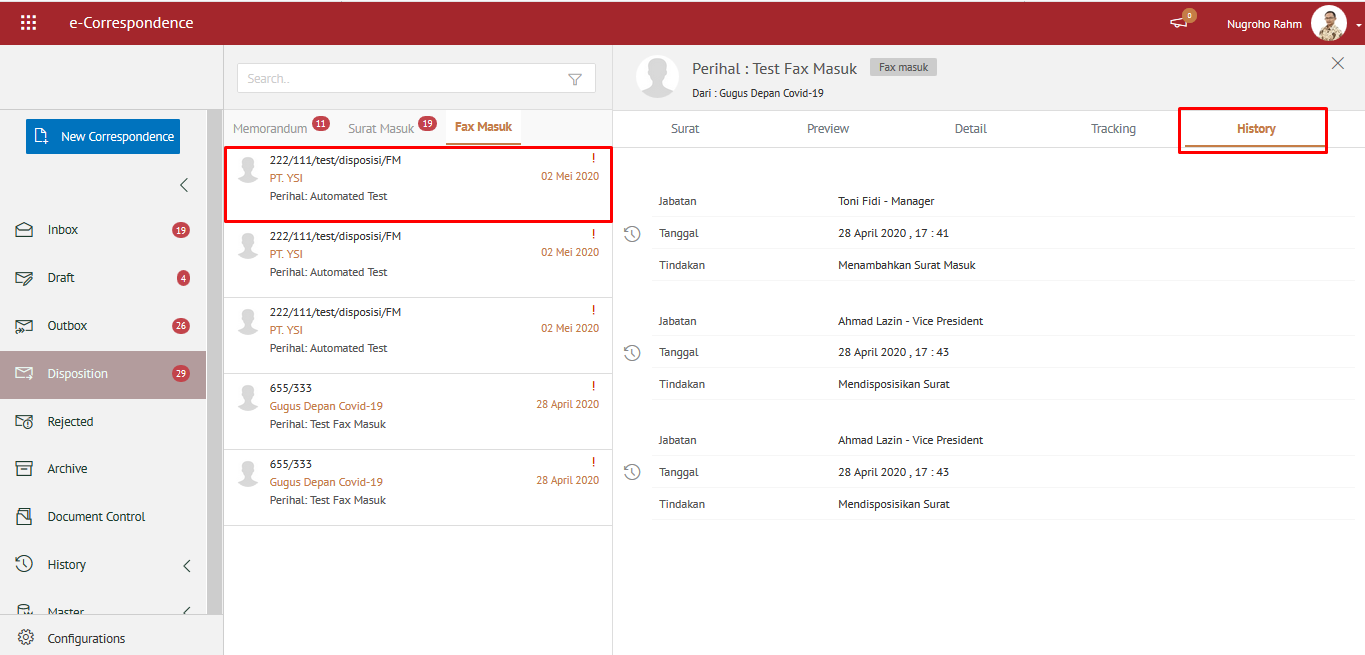 e-Correspondence
0
Nugroho Rahm
New Correspondence
Inbox 19
Draft 4
Outbox 26
Disposition 29
Rejected
Archive
Document Control
History
Master
Configurations
Search..
Memorandum 11 Surat Masuk 19 Fax Masuk
222/111/test/disposisi/FM !
PT. YSI 02 Mei 2020
Perihal: Automated Test
222/111/test/disposisi/FM !
PT. YSI 02 Mei 2020
Perihal: Automated Test
222/111/test/disposisi/FM !
PT. YSI 02 Mei 2020
Perihal: Automated Test
655/333 !
Gugus Depan Covid-19 28 April 2020
Perihal: Test Fax Masuk
655/333 !
Gugus Depan Covid-19 28 April 2020
Perihal: Test Fax Masuk
Perihal : Test Fax Masuk Fax masuk
Dari : Gugus Depan Covid-19
Surat Preview Detail Tracking History
Jabatan Toni Fidi - Manager
Tanggal 28 April 2020 , 17 : 41
Tindakan Menambahkan Surat Masuk
Jabatan Ahmad Lazin - Vice President
Tanggal 28 April 2020 , 17 : 43
Tindakan Mendisposisikan Surat
Jabatan Ahmad Lazin - Vice President
Tanggal 28 April 2020 , 17 : 43
Tindakan Mendisposisikan Surat